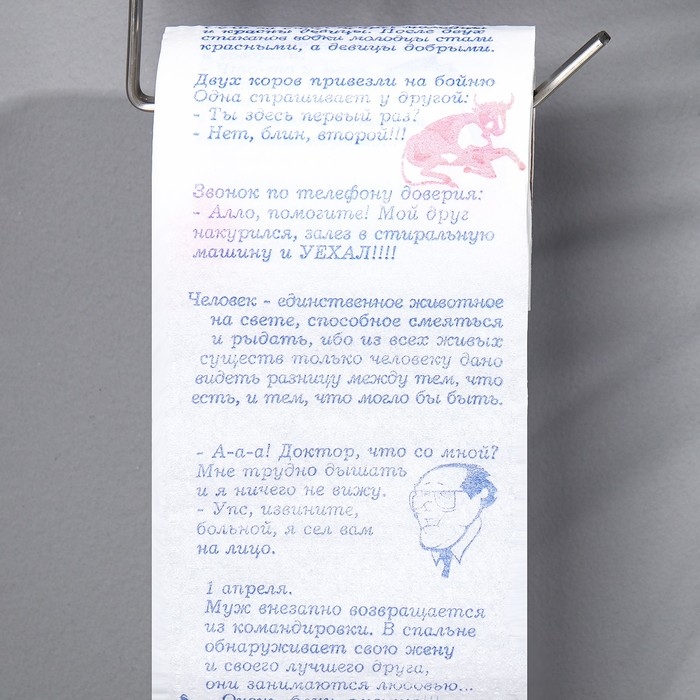 и красны девицы. После двух
стаканов водки молодцы стали
красными, а девицы добрыми.
Двух коров привезли на бойню
Одна спрашивает у другой:
- Ты здесь первый раз?
- Нет, блин, второй!!!
Звонок по телефону доверия:
- Алло, помогите! Мой друг
накурился, залез в стиральную
машину и УЕХАЛ!!!!
Человек - единственное животное
на свете, способное смеяться
и рыдать, ибо из всех живых
существ только человеку дано
видеть разницу между тем, что
есть, и тем, что могло бы быть.
- А-а-а! Доктор, что со мной?
Мне трудно дышать
и я ничего не вижу.
- Упс, извините,
больной, я сел вам
на лицо.
1 апреля.
Муж внезапно возвращается
из командировки. В спальне
обнаруживает свою жену
и своего лучшего друга,
они занимаются любовью...